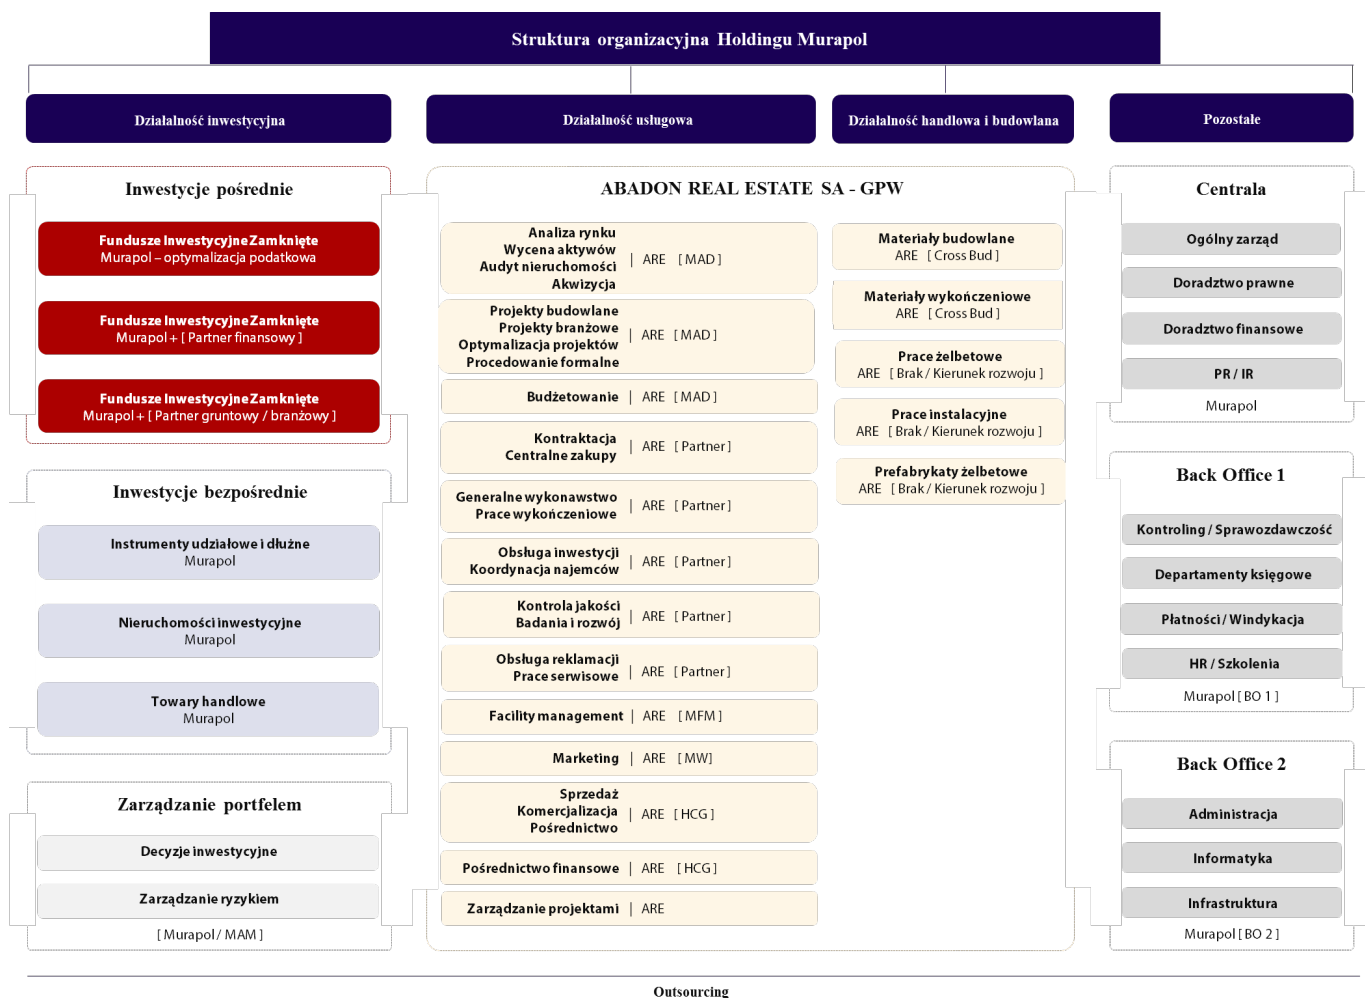 Struktura organizacyjna Holdingu Murapol
Działalność inwestycyjna
Działalność usługowa
Działalność handlowa i budowlana
Pozostałe
Inwestycje pośrednie
Fundusze Inwestycyjne Zamknięte
Murapol – optymalizacja podatkowa
Fundusze Inwestycyjne Zamknięte
Murapol + [ Partner finansowy ]
Fundusze Inwestycyjne Zamknięte
Murapol + [ Partner gruntowy / branżowy ]
Inwestycje bezpośrednie
Instrumenty udziałowe i dłużne
Murapol
Nieruchomości inwestycyjne
Murapol
Towary handlowe
Murapol
Zarządzanie portfelem
Decyzje inwestycyjne
Zarządzanie ryzykiem
[ Murapol / MAM ]
ABADON REAL ESTATE SA - GPW
Analiza rynku
Wycena aktywów
Audyt nieruchomości | ARE [ MAD ]
Akwizycja
Projekty budowlane
Projekty branżowe
Optymalizacja projektów | ARE [ MAD ]
Procedowanie formalne
Budżetowanie | ARE [ MAD ]
Kontraktacja
Centralne zakupy | ARE [ Partner ]
Generalne wykonawstwo
Prace wykończeniowe | ARE [ Partner ]
Obsługa inwestycji
Koordynacja najemców | ARE [ Partner ]
Kontrola jakości
Badania i rozwój | ARE [ Partner ]
Obsługa reklamacji
Prace serwisowe | ARE [ Partner ]
Facility management | ARE [ MFM ]
Marketing | ARE [ MW]
Sprzedaż
Komercjalizacja | ARE [ HCG ]
Pośrednictwo
Pośrednictwo finansowe | ARE [ HCG ]
Zarządzanie projektami | ARE
Materiały budowlane
ARE [ Cross Bud ]
Materiały wykończeniowe
ARE [ Cross Bud ]
Prace żelbetowe
ARE [ Brak / Kierunek rozwoju ]
Prace instalacyjne
ARE [ Brak / Kierunek rozwoju ]
Prefabrykaty żelbetowe
ARE [ Brak / Kierunek rozwoju ]
Centrala
Ogólny zarząd
Doradztwo prawne
Doradztwo finansowe
PR / IR
Murapol
Back Office 1
Kontroling / Sprawozdawczość
Departamenty księgowe
Płatności / Windykacja
HR / Szkolenia
Murapol [ BO 1 ]
Back Office 2
Administracja
Informatyka
Infrastruktura
Murapol [ BO 2 ]
Outsourcing